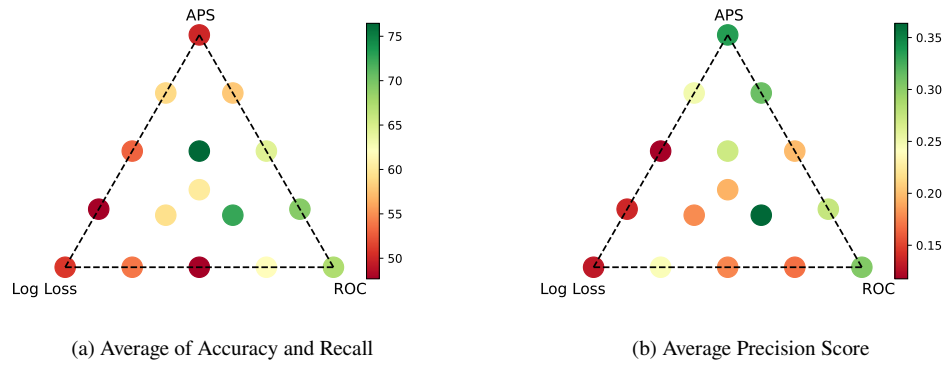 APS
75
70
65
60
55
50
Log Loss
ROC
(a) Average of Accuracy and Recall
APS
0.35
0.30
0.25
0.20
0.15
Log Loss
ROC
(b) Average Precision Score